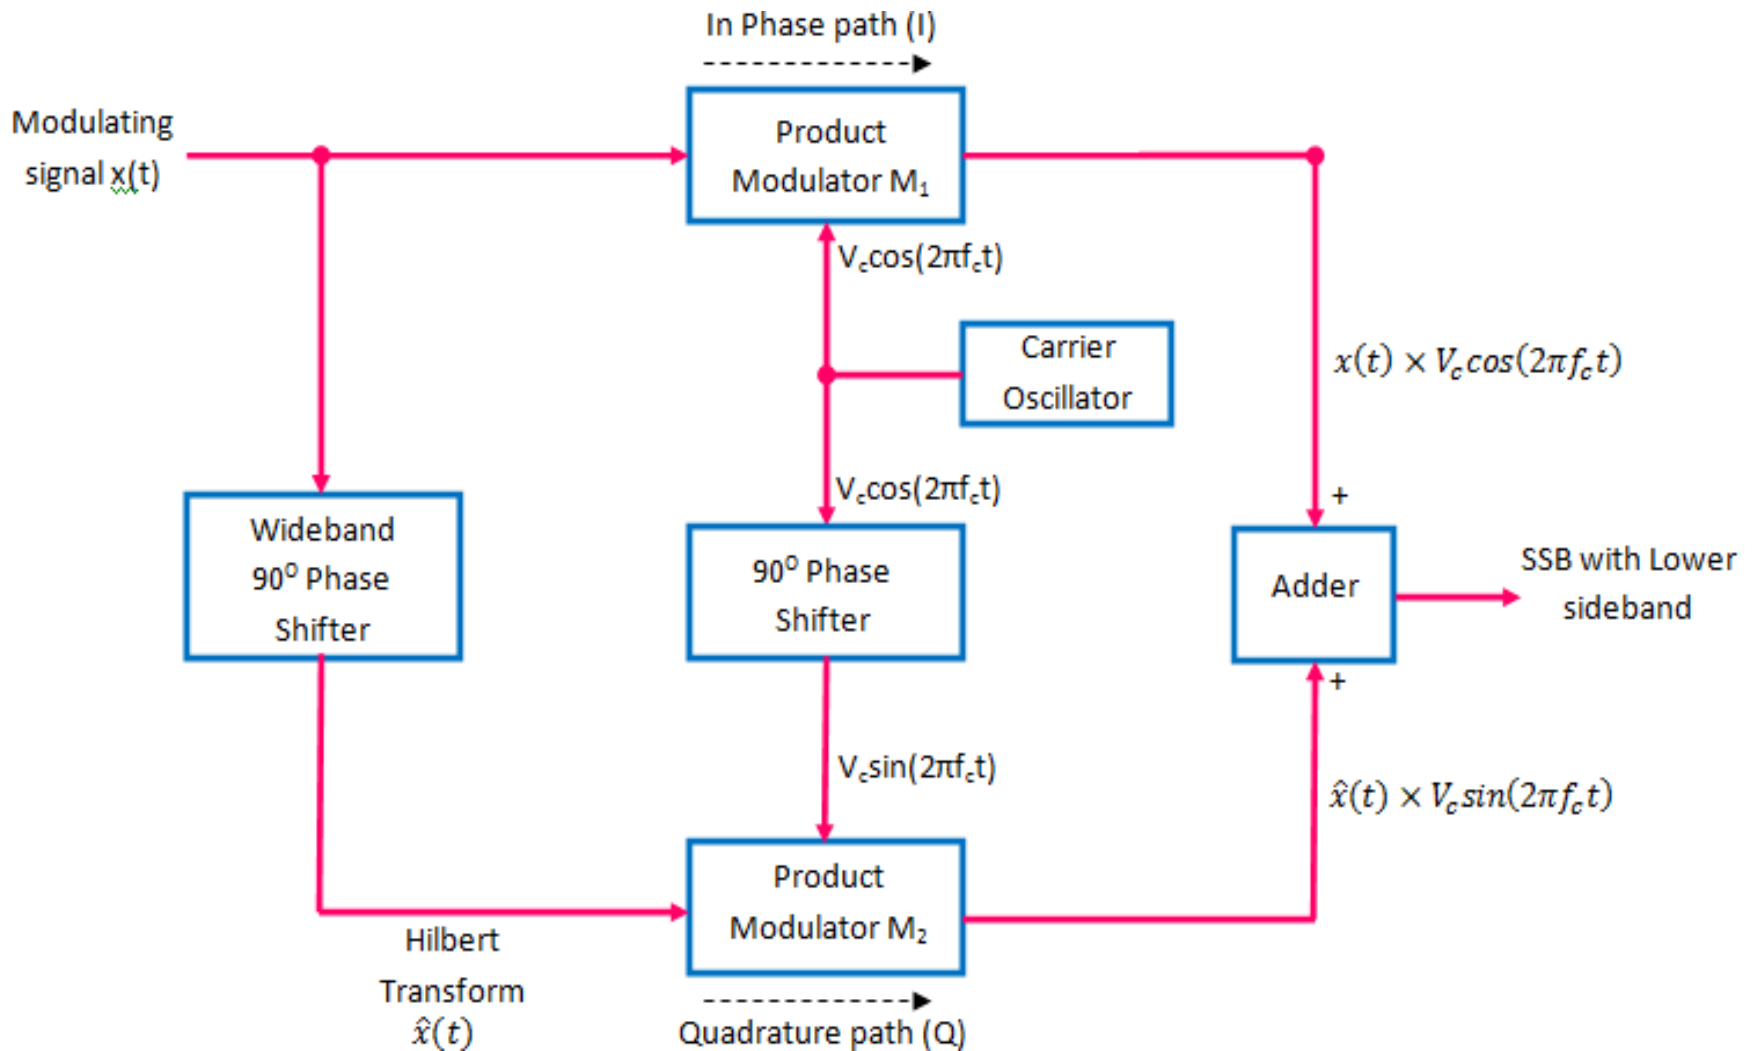 In Phase path (I)
Modulating
signal x(t)
Product
Modulator M₁
V꜀cos(2πf꜀t)
Carrier
Oscillator
x(t) × V꜀cos(2πf꜀t)
V꜀cos(2πf꜀t)
+
Wideband
90⁰ Phase
Shifter
90⁰ Phase
Shifter
Adder
SSB with Lower
sideband
+
V꜀sin(2πf꜀t)
x̂(t) × V꜀sin(2πf꜀t)
Product
Modulator M₂
Hilbert
Transform
x̂(t)
Quadrature path (Q)